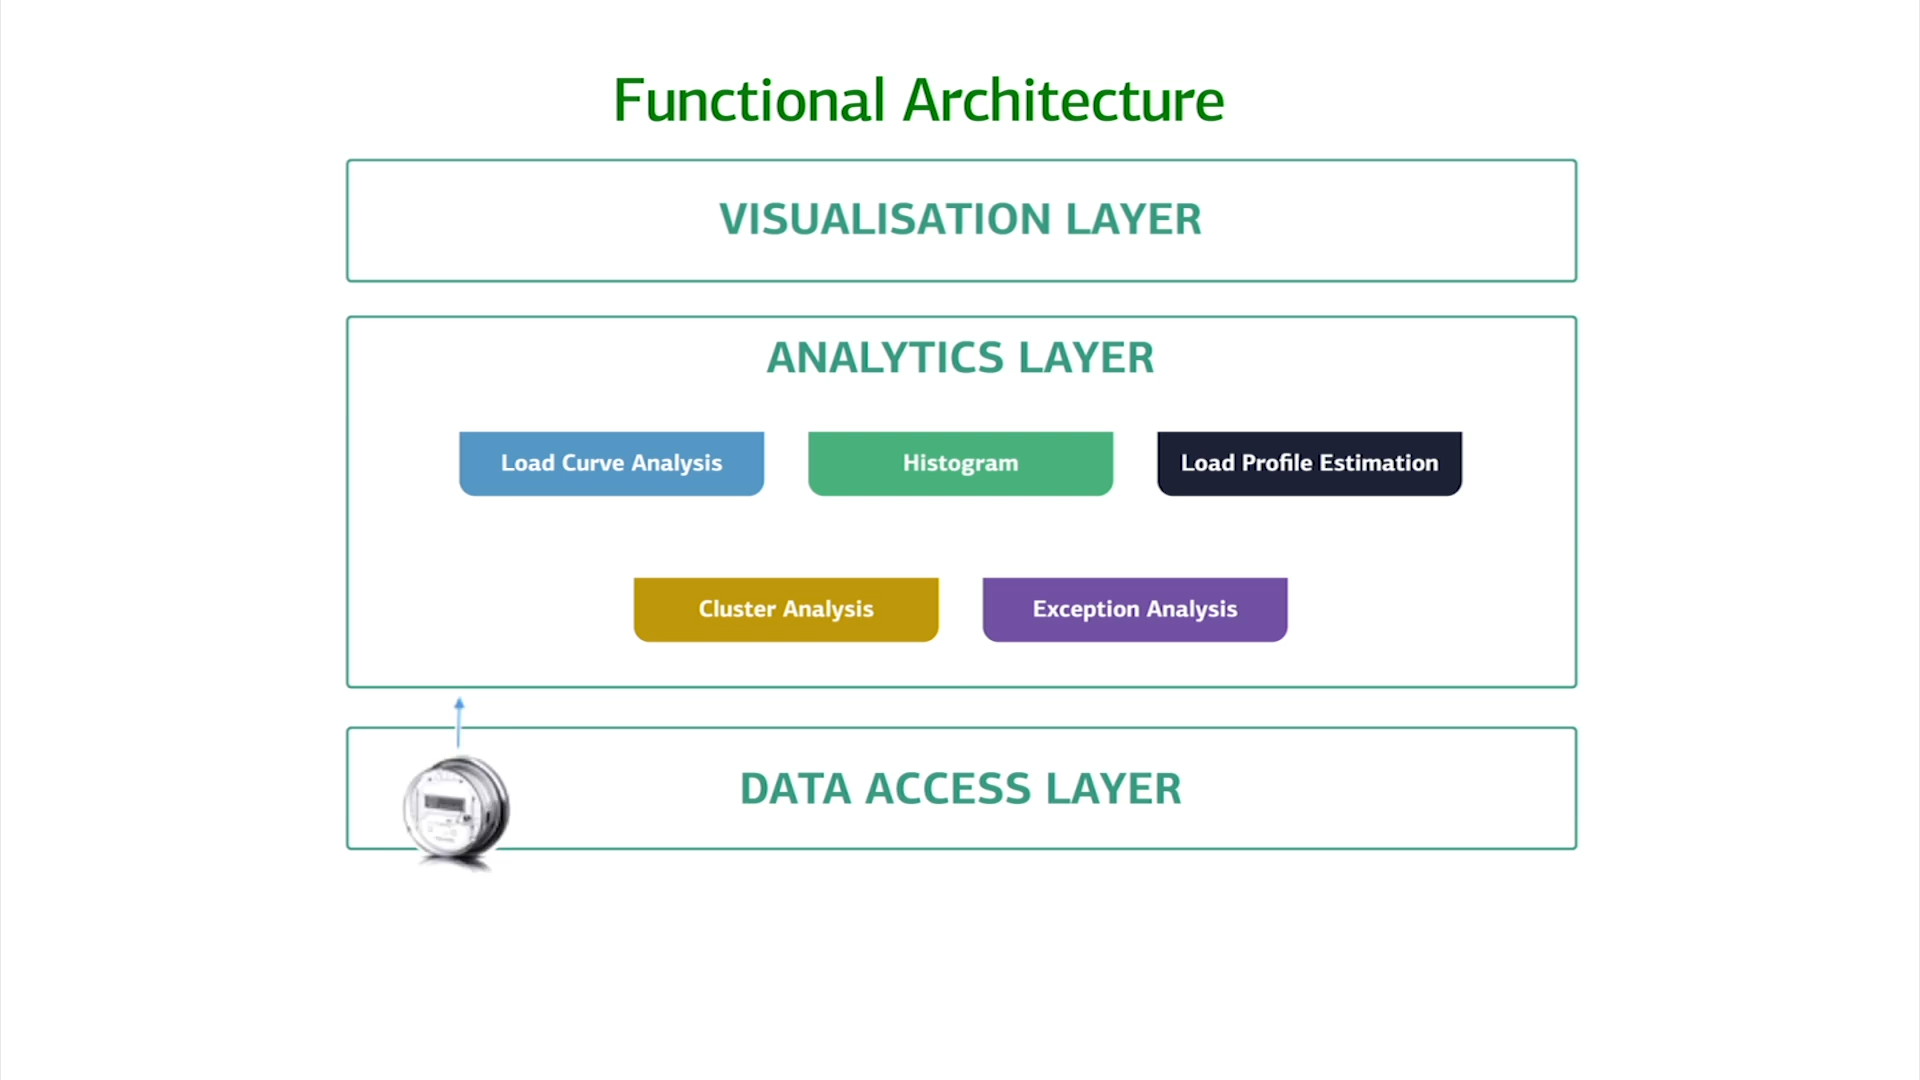 Functional Architecture
VISUALISATION LAYER
ANALYTICS LAYER
Load Curve Analysis
Histogram
Load Profile Estimation
Cluster Analysis
Exception Analysis
DATA ACCESS LAYER